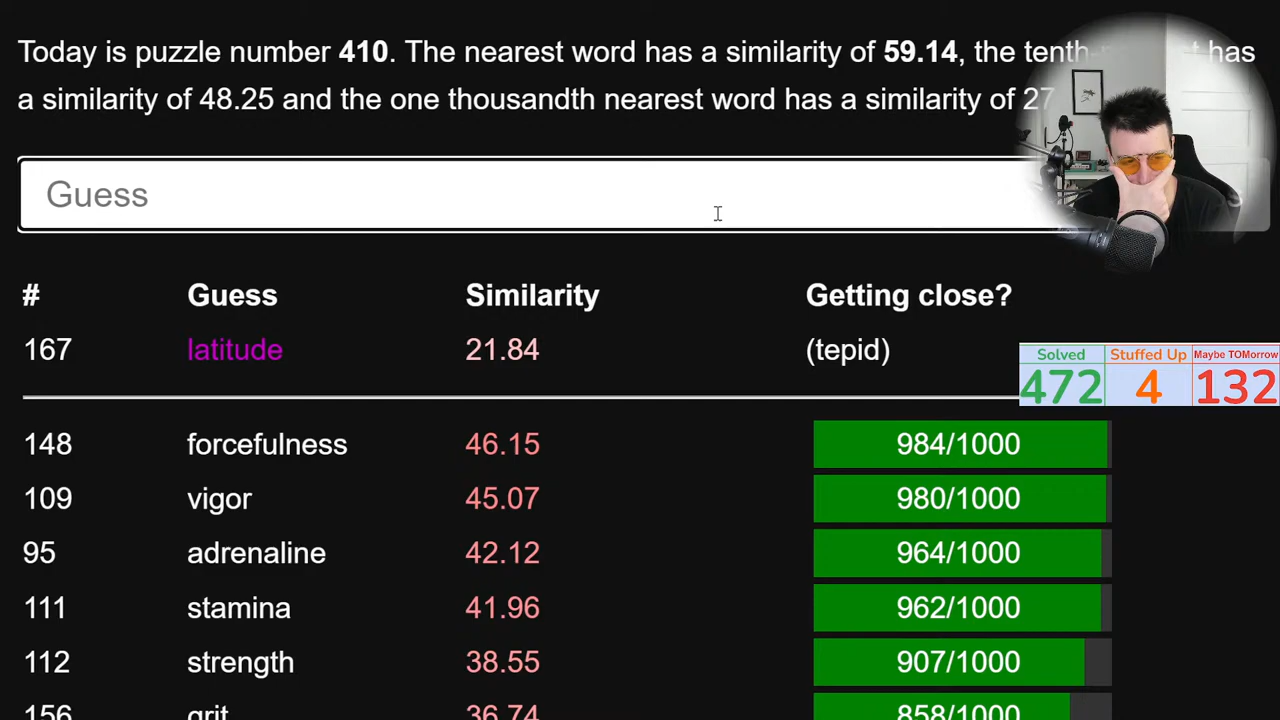 Today is puzzle number 410. The nearest word has a similarity of 59.14, the tenth has
a similarity of 48.25 and the one thousandth nearest word has a similarity of 27
Guess
# Guess Similarity Getting close?
167 latitude 21.84 (tepid)
Solved Stuffed Up Maybe TOMorrow
472 4 132
148 forcefulness 46.15 984/1000
109 vigor 45.07 980/1000
95 adrenaline 42.12 964/1000
111 stamina 41.96 962/1000
112 strength 38.55 907/1000
156 grit 36.74 858/1000